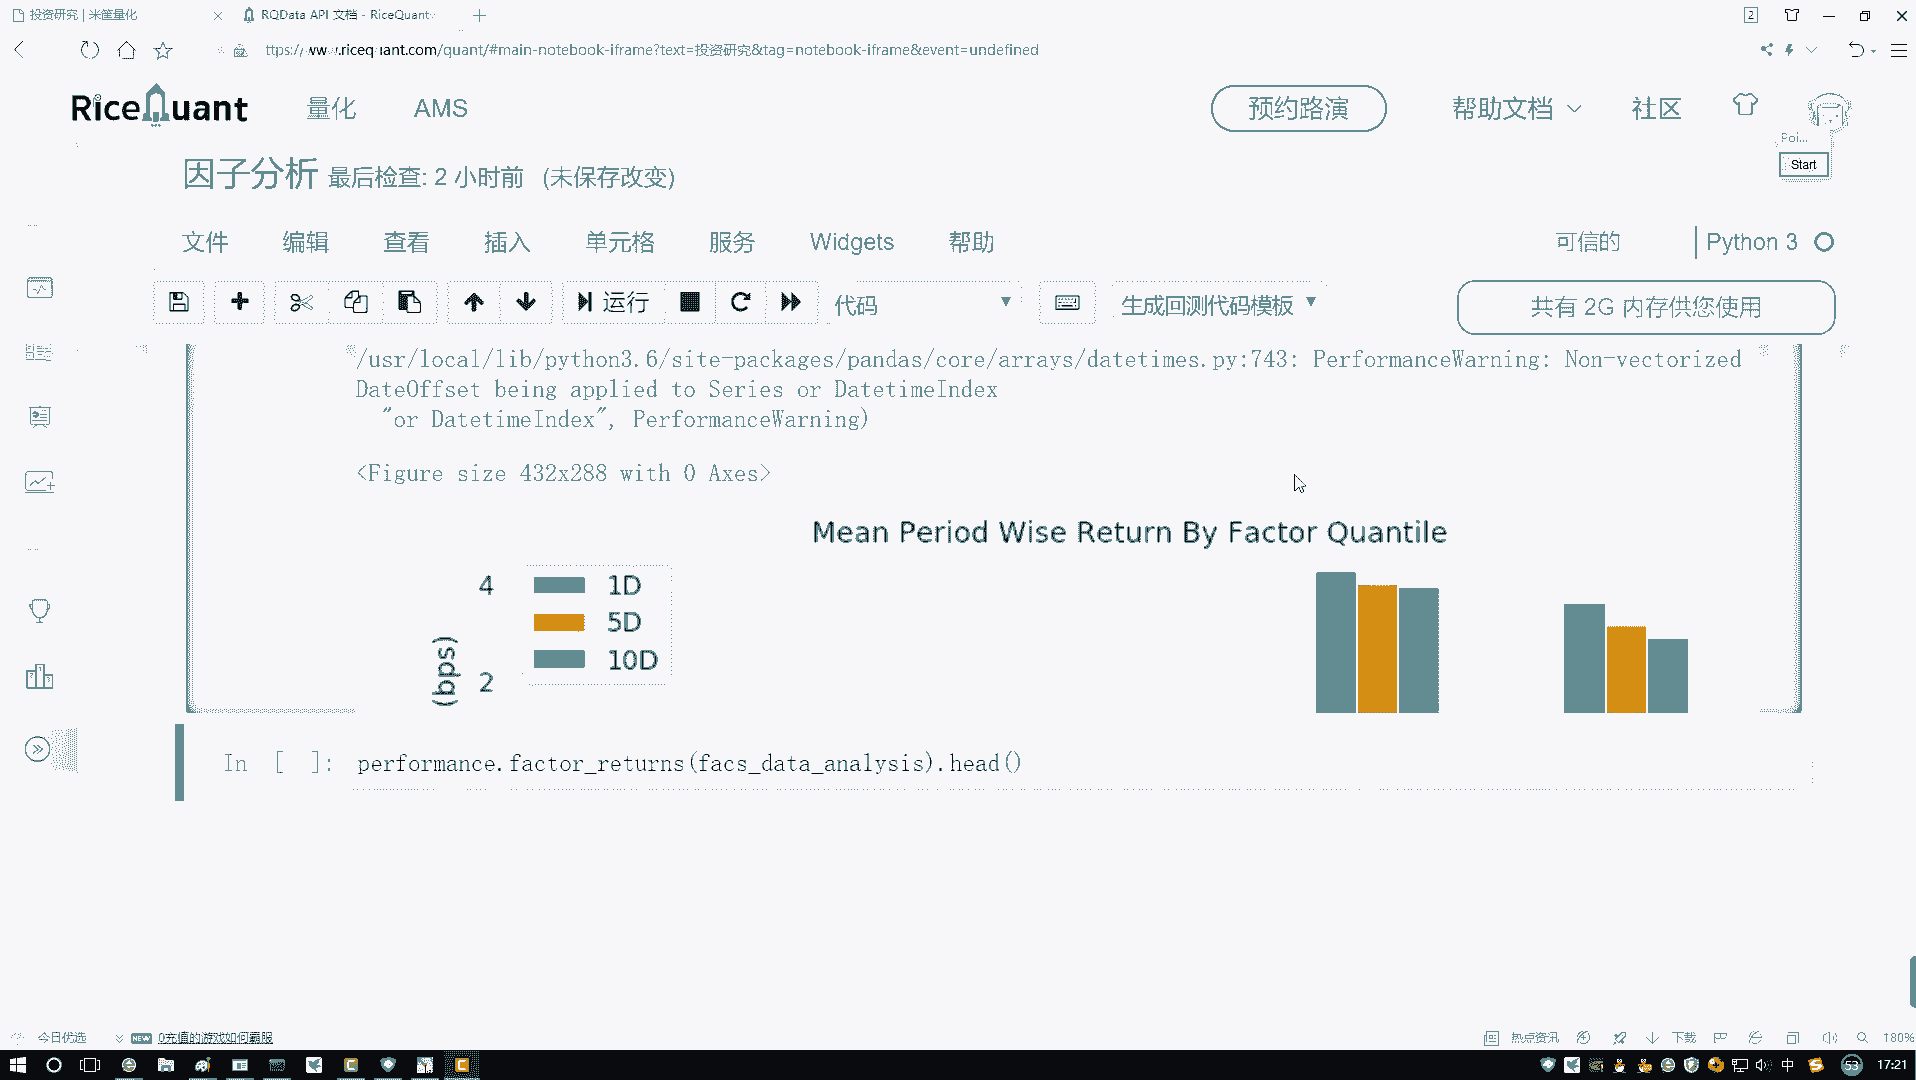 投资研究 | 米筐量化
RQData API 文档 - RiceQuant
2
ttps://www.ricequant.com/quant/#main-notebook-iframe?text=投资研究&tag=notebook-iframe&event=undefined
RiceQuant 量化 AMS 预约路演 帮助文档 社区
Poi...
Start
因子分析 最后检查: 2 小时前 (未保存改变)
文件 编辑 查看 插入 单元格 服务 Widgets 帮助 可信的 Python 3
运行 代码 生成回测代码模板 共有 2G 内存供您使用
/usr/local/lib/python3.6/site-packages/pandas/core/arrays/datetimes.py:743: PerformanceWarning: Non-vectorized
DateOffset being applied to Series or DatetimeIndex
"or DatetimeIndex", PerformanceWarning)
<Figure size 432x288 with 0 Axes>
Mean Period Wise Return By Factor Quantile
4
1D
5D
10D
2
(bps)
In [ ]: performance.factor_returns(facs_data_analysis).head()
今日优选 NEW 0充值的游戏如何霸服 热点资讯 下载 180%
中 53 17:21